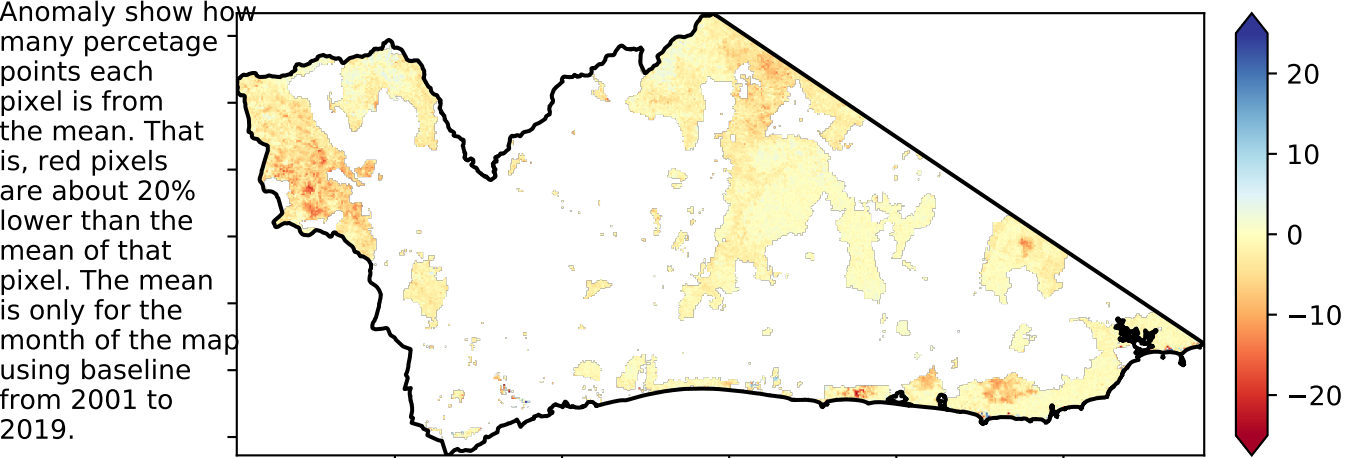 Anomaly show how
many percetage
points each
pixel is from
the mean. That
is, red pixels
are about 20%
lower than the
mean of that
pixel. The mean
is only for the
month of the map
using baseline
from 2001 to
2019.
20
10
0
−10
−20